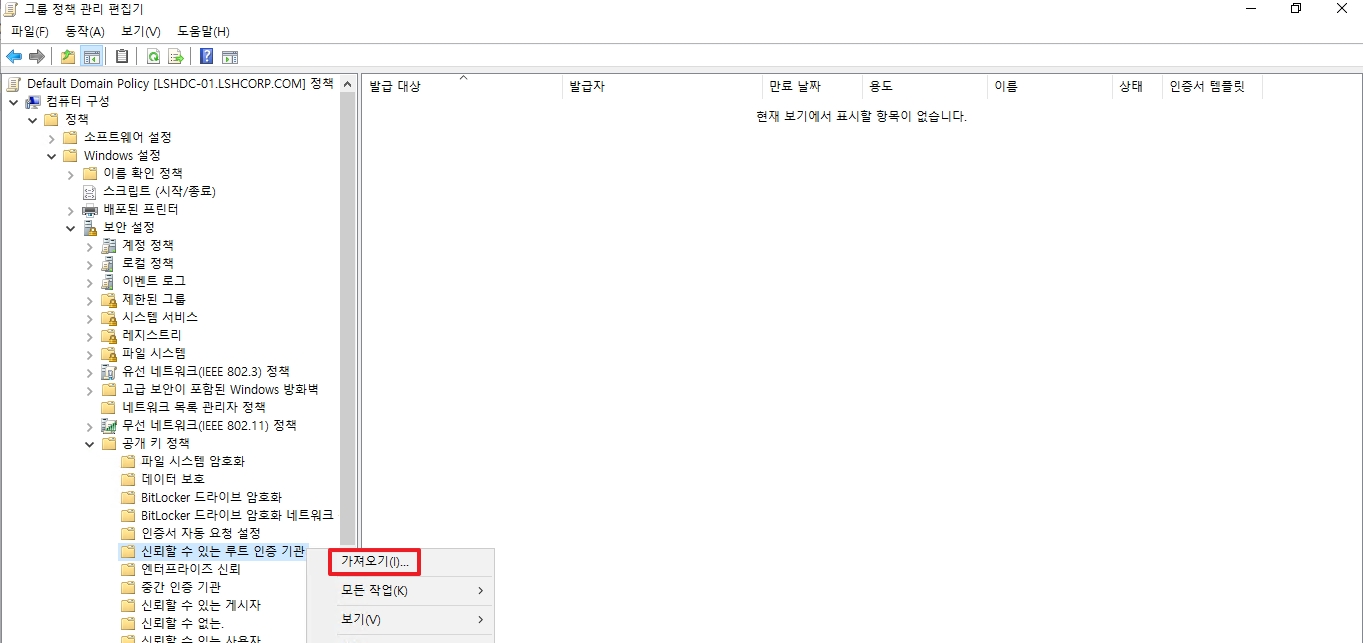 그룹 정책 관리 편집기
파일(F) 동작(A) 보기(V) 도움말(H)
Default Domain Policy [LSHDC-01.LSHCORP.COM] 정책
발급 대상 발급자 만료 날짜 용도 이름 상태 인증서 템플릿
현재 보기에서 표시할 항목이 없습니다.
컴퓨터 구성
정책
소프트웨어 설정
Windows 설정
이름 확인 정책
스크립트 (시작/종료)
배포된 프린터
보안 설정
계정 정책
로컬 정책
이벤트 로그
제한된 그룹
시스템 서비스
레지스트리
파일 시스템
유선 네트워크(IEEE 802.3) 정책
고급 보안이 포함된 Windows 방화벽
네트워크 목록 관리자 정책
무선 네트워크(IEEE 802.11) 정책
공개 키 정책
파일 시스템 암호화
데이터 보호
BitLocker 드라이브 암호화
BitLocker 드라이브 암호화 네트워크
인증서 자동 요청 설정
신뢰할 수 있는 루트 인증 기관
엔터프라이즈 신뢰
중간 인증 기관
신뢰할 수 있는 게시자
신뢰할 수 없는.
신뢰할 수 있는 사용자
가져오기(I)...
모든 작업(K)
보기(V)